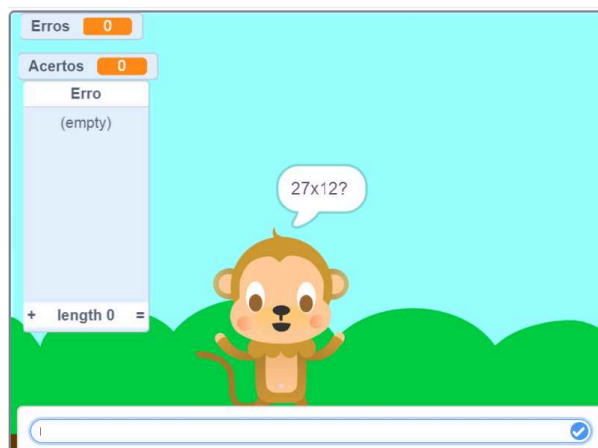 Erros 0
Acertos 0
Erro
(empty)
27x12?
+ length 0 =